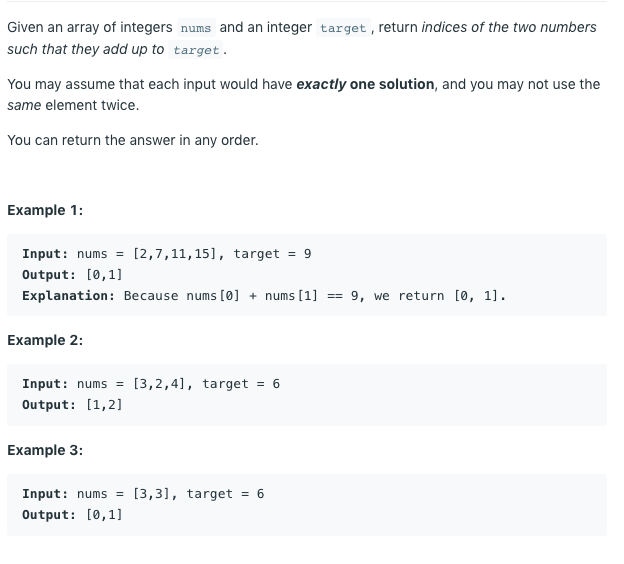 Given an array of integers nums and an integer target, return indices of the two numbers
such that they add up to target.
You may assume that each input would have exactly one solution, and you may not use the
same element twice.
You can return the answer in any order.
Example 1:
Input: nums = [2,7,11,15], target = 9
Output: [0,1]
Explanation: Because nums[0] + nums[1] == 9, we return [0, 1].
Example 2:
Input: nums = [3,2,4], target = 6
Output: [1,2]
Example 3:
Input: nums = [3,3], target = 6
Output: [0,1]